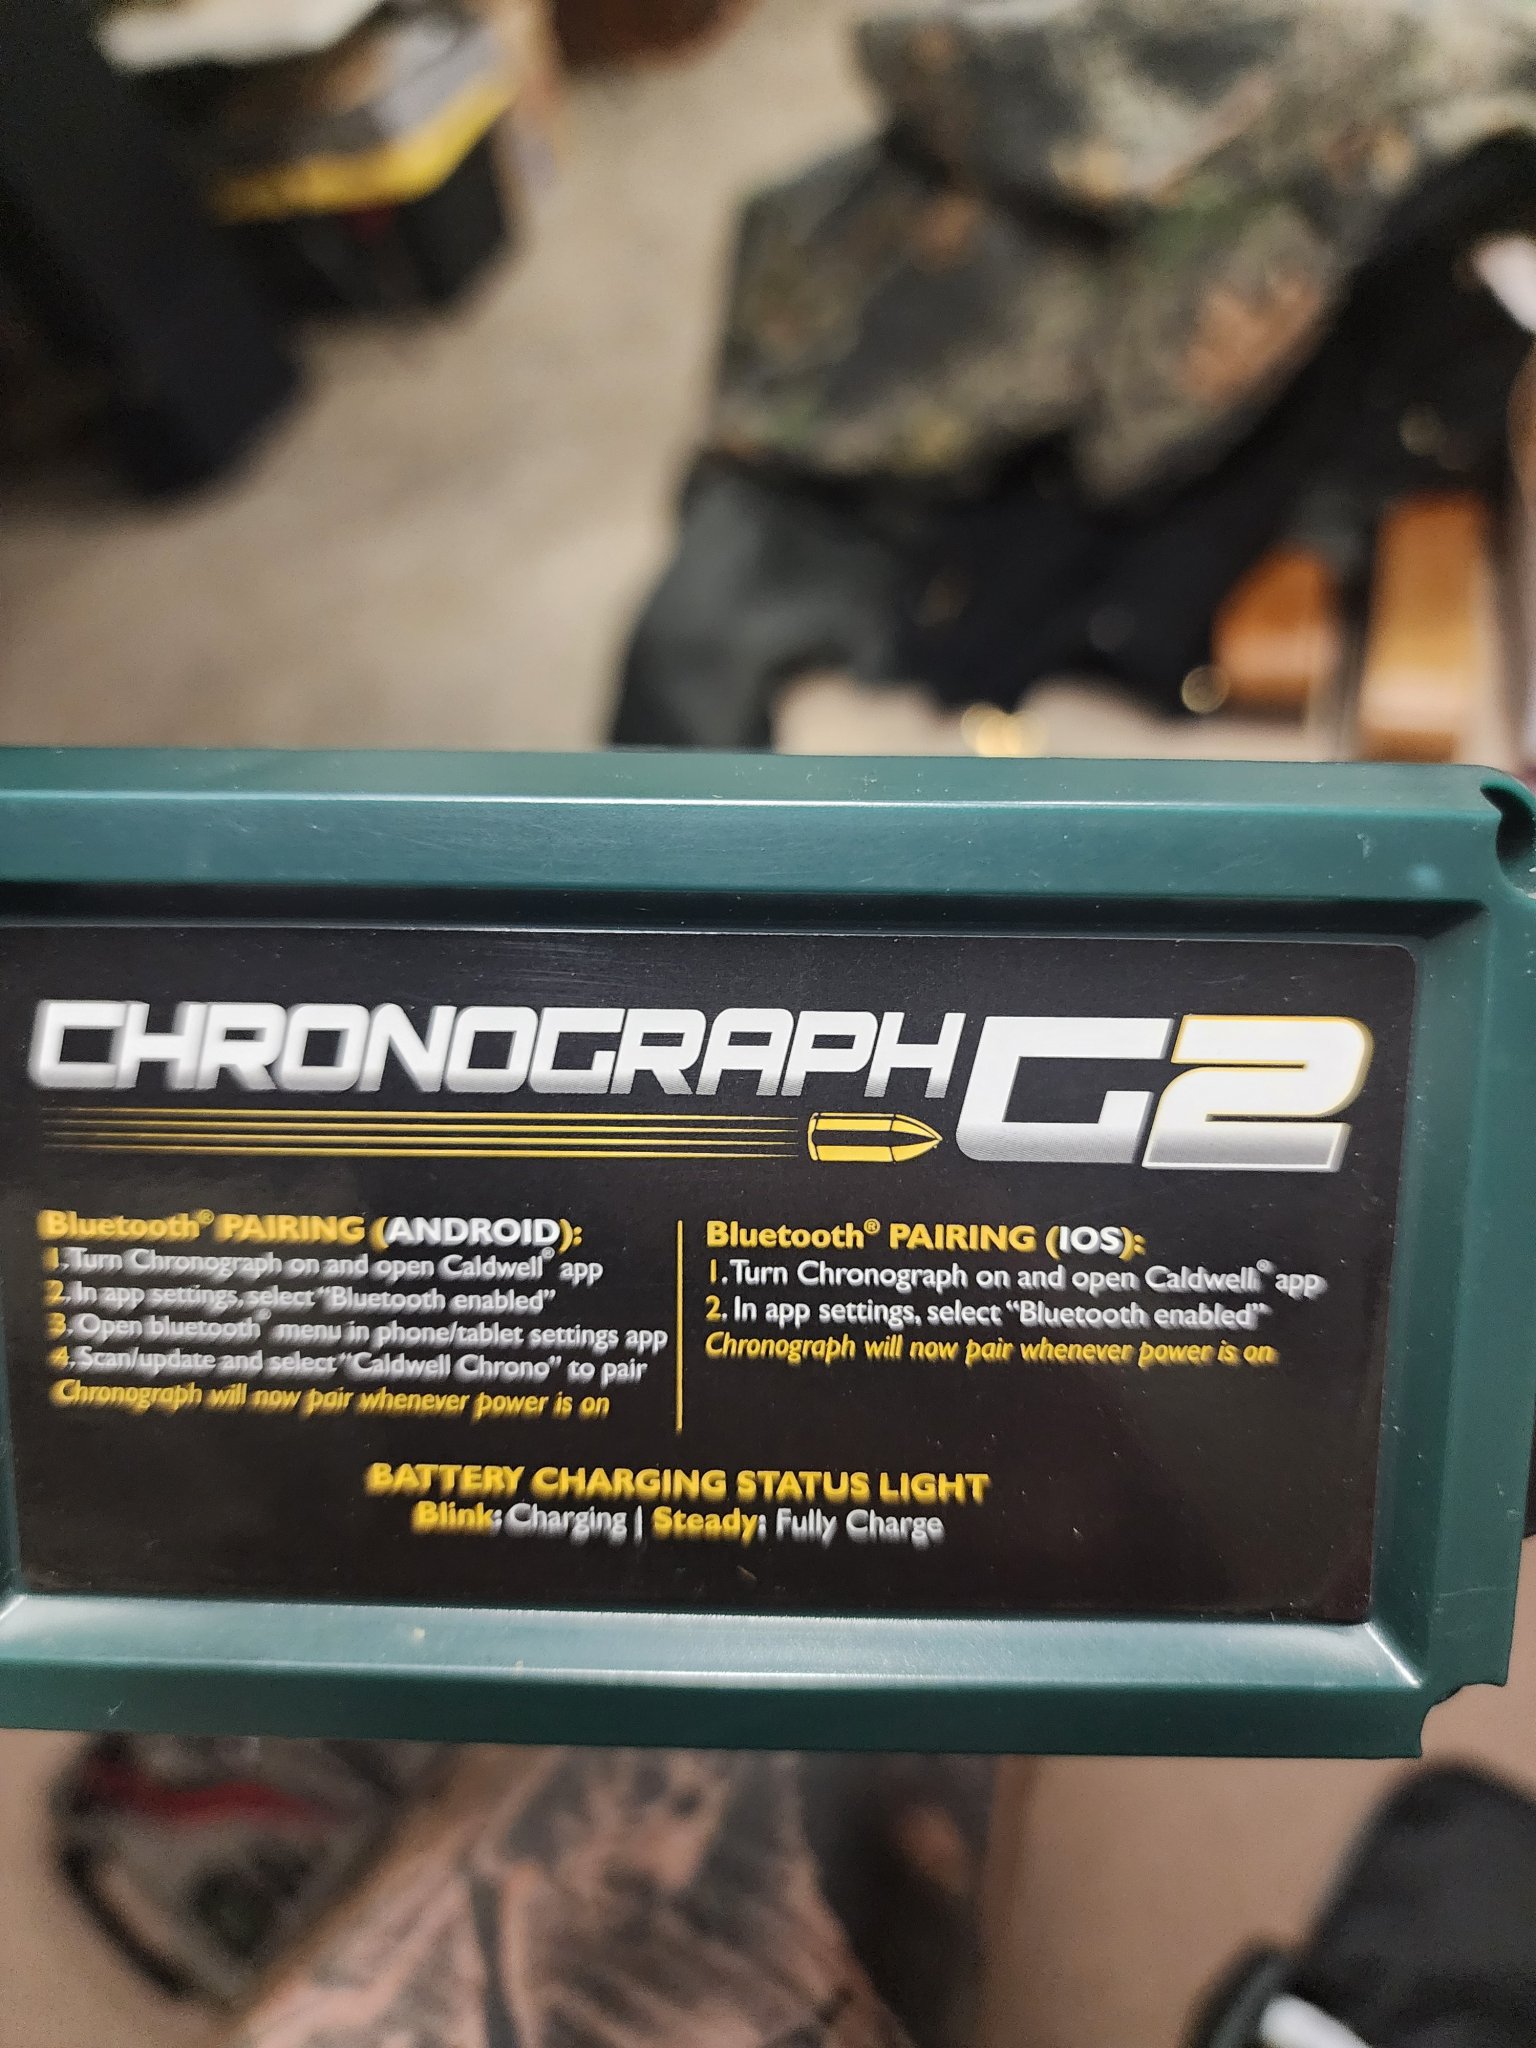 CHRONOGRAPH G2
Bluetooth® PAIRING (ANDROID):
1. Turn Chronograph on and open Caldwell® app
2. In app settings, select "Bluetooth enabled"
3. Open bluetooth® menu in phone/tablet settings app
4. Scan/update and select "Caldwell Chrono" to pair
Chronograph will now pair whenever power is on
Bluetooth® PAIRING (IOS):
1. Turn Chronograph on and open Caldwell® app
2. In app settings, select "Bluetooth enabled"
Chronograph will now pair whenever power is on
BATTERY CHARGING STATUS LIGHT
Blink: Charging | Steady: Fully Charge